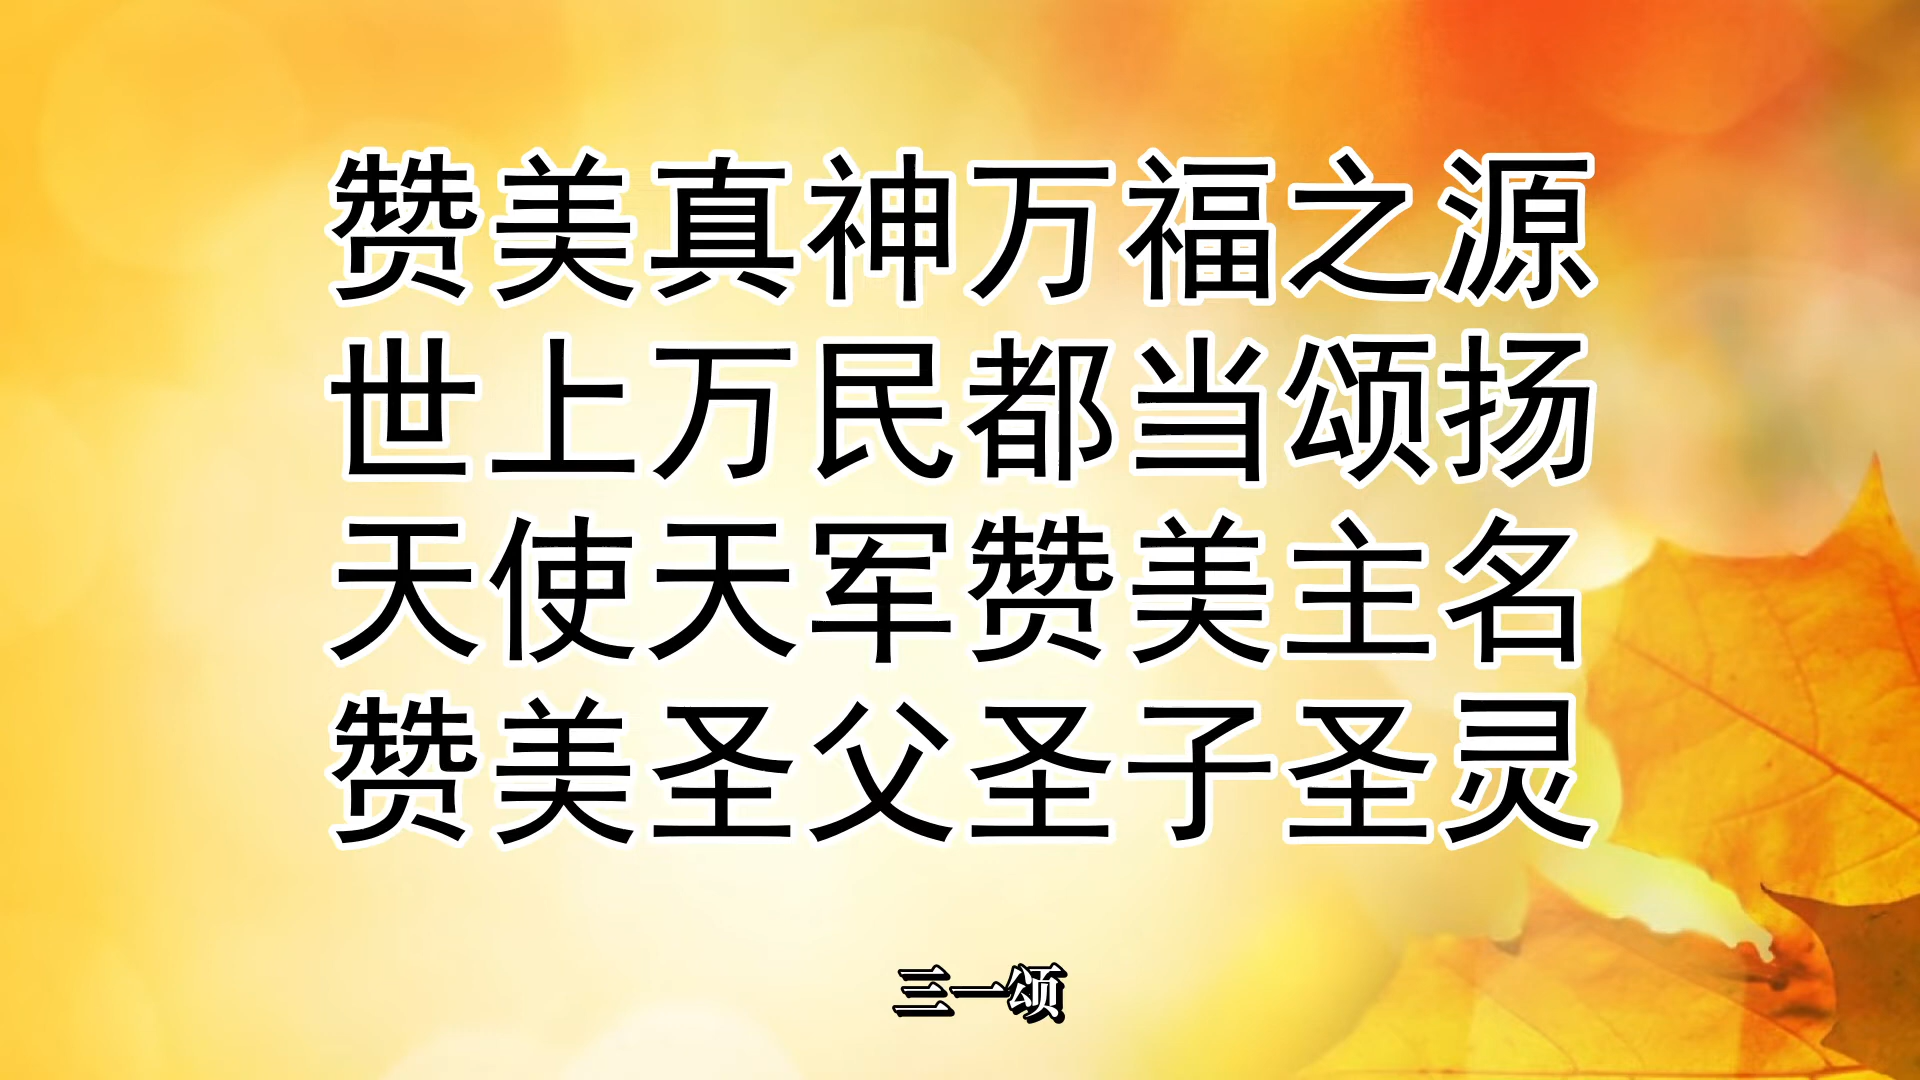 赞美真神万福之源
世上万民都当颂扬
天使天军赞美主名
赞美圣父圣子圣灵
三一颂